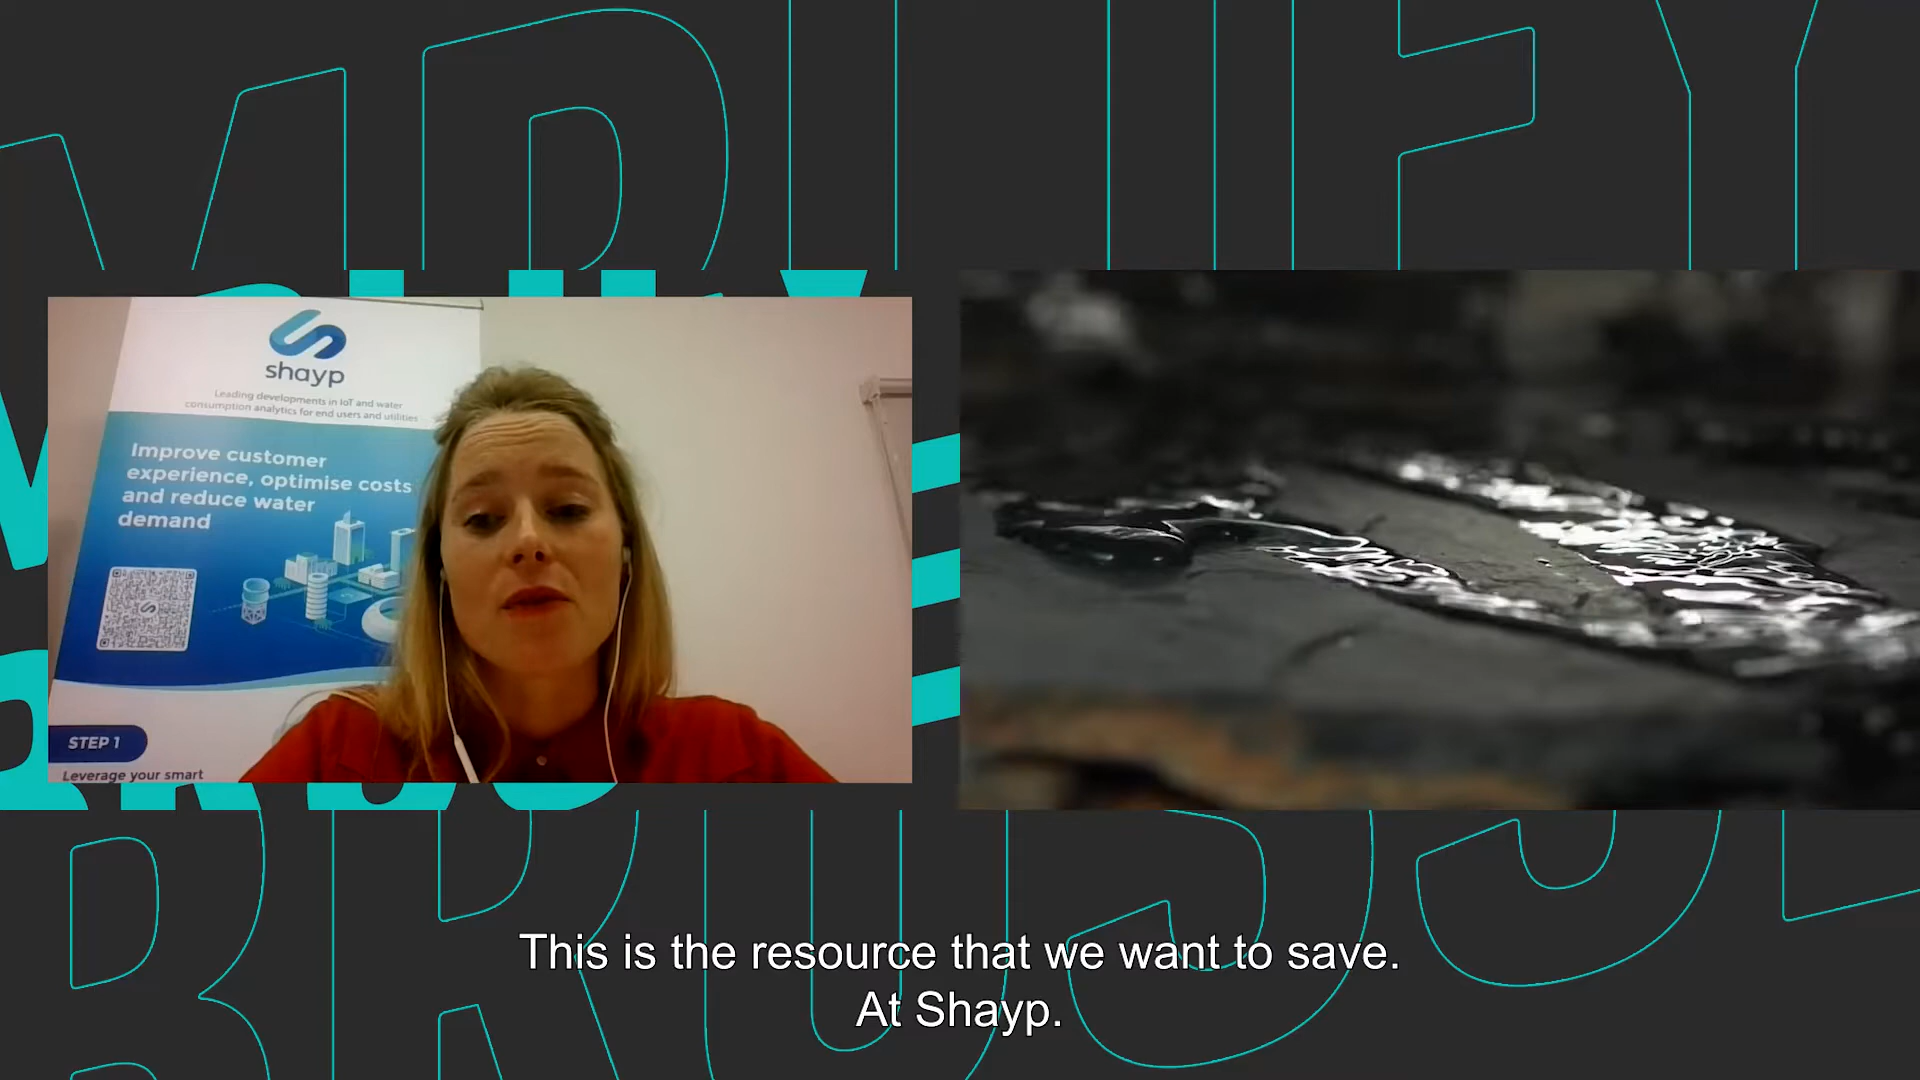 shayp
Leading developments in IoT and water
consumption analytics for end users and utilities
Improve customer
experience, optimise costs
and reduce water
demand
STEP 1
Leverage your smart
This is the resource that we want to save.
At Shayp.